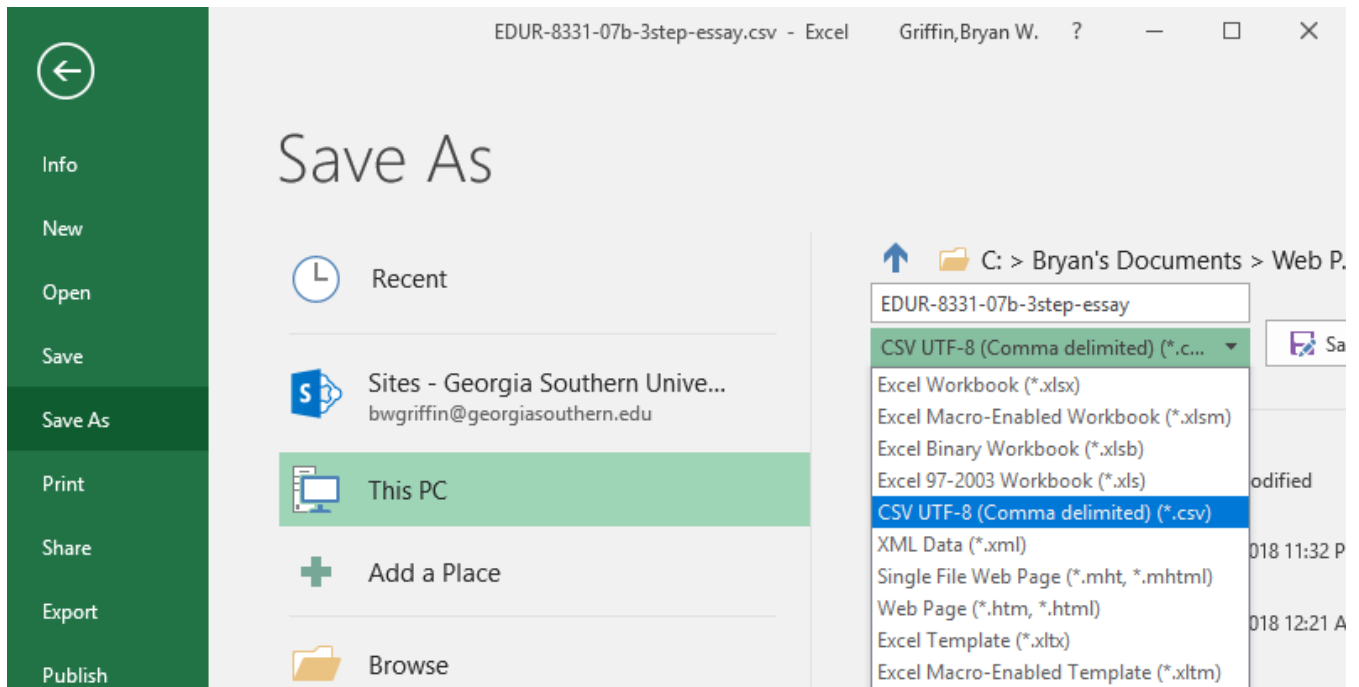 EDUR-8331-07b-3step-essay.csv - Excel
Griffin,Bryan W.
?
Info
New
Open
Save
Save As
Print
Share
Export
Publish
Save As
Recent
S
Sites - Georgia Southern Unive...
bwgriffin@georgiasouthern.edu
This PC
Add a Place
Browse
C: > Bryan's Documents > Web P.
EDUR-8331-07b-3step-essay
CSV UTF-8 (Comma delimited) (*.c...
Sa
Excel Workbook (*.xlsx)
Excel Macro-Enabled Workbook (*.xlsm)
Excel Binary Workbook (*.xlsb)
Excel 97-2003 Workbook (*.xls)
CSV UTF-8 (Comma delimited) (*.csv)
XML Data (*.xml)
Single File Web Page (*.mht, *.mhtml)
Web Page (*.htm, *.html)
Excel Template (*.xltx)
Excel Macro-Enabled Template (*.xltm)
odified
018 11:32 P
018 12:21 A